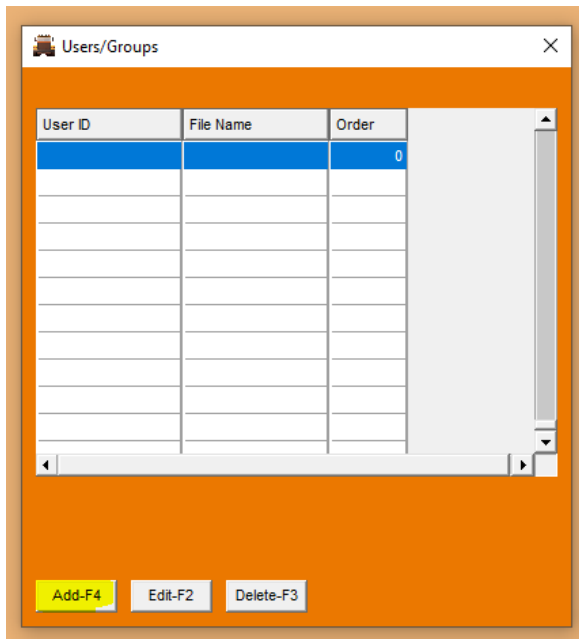 Users/Groups
User ID File Name Order
0
Add-F4 Edit-F2 Delete-F3